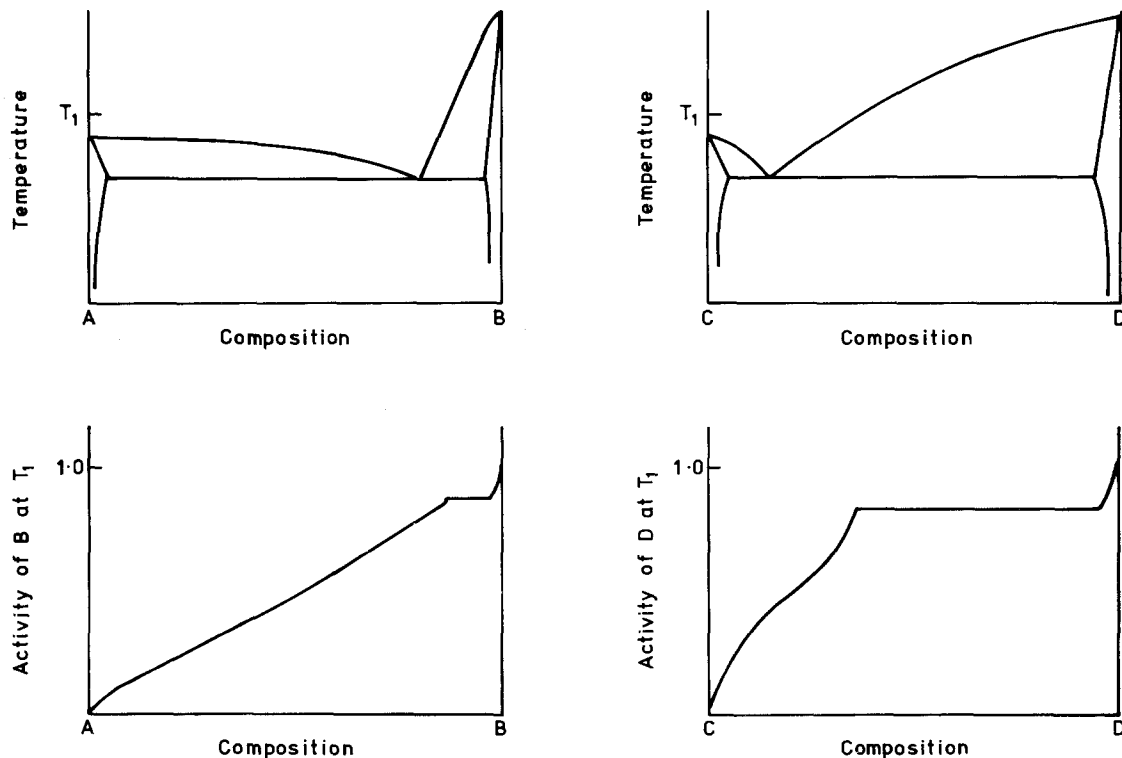 Temperature
T1
A
B
Composition
Temperature
T1
C
D
Composition
Activity of B at T1
1·0
A
B
Composition
Activity of D at T1
1·0
C
D
Composition